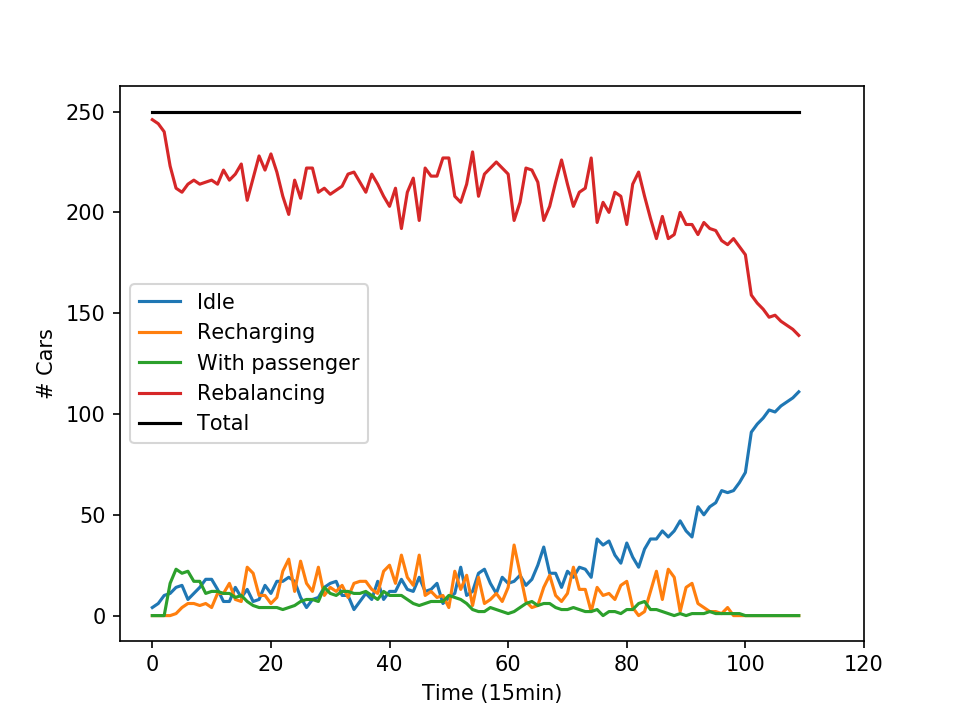 250
200
150
100
50
0
# Cars
Idle
Recharging
With passenger
Rebalancing
Total
0 20 40 60 80 100 120
Time (15min)